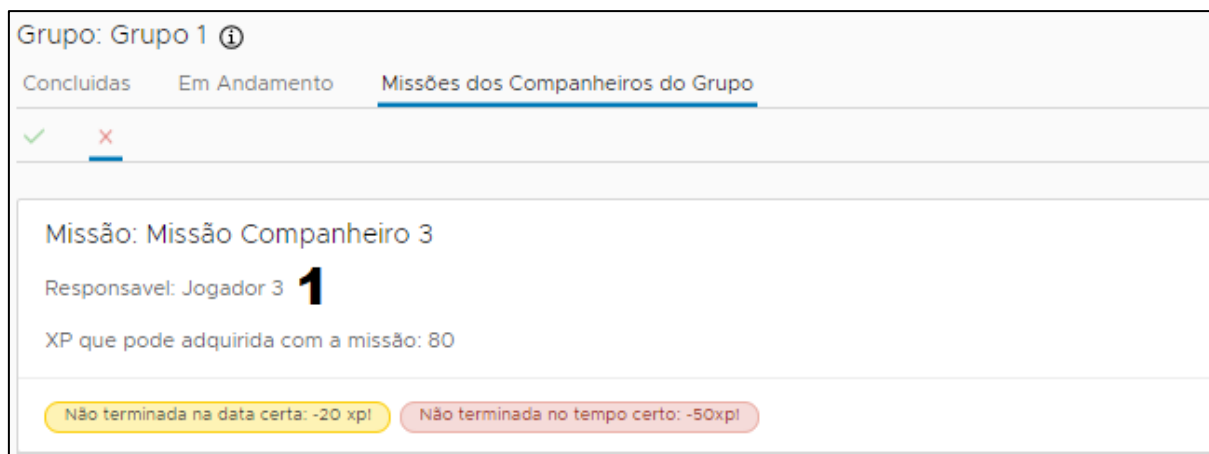 Grupo: Grupo 1
Concluidas Em Andamento Missões dos Companheiros do Grupo
Missão: Missão Companheiro 3
Responsavel: Jogador 3 1
XP que pode adquirida com a missão: 80
Não terminada na data certa: -20 xp! Não terminada no tempo certo: -50xp!